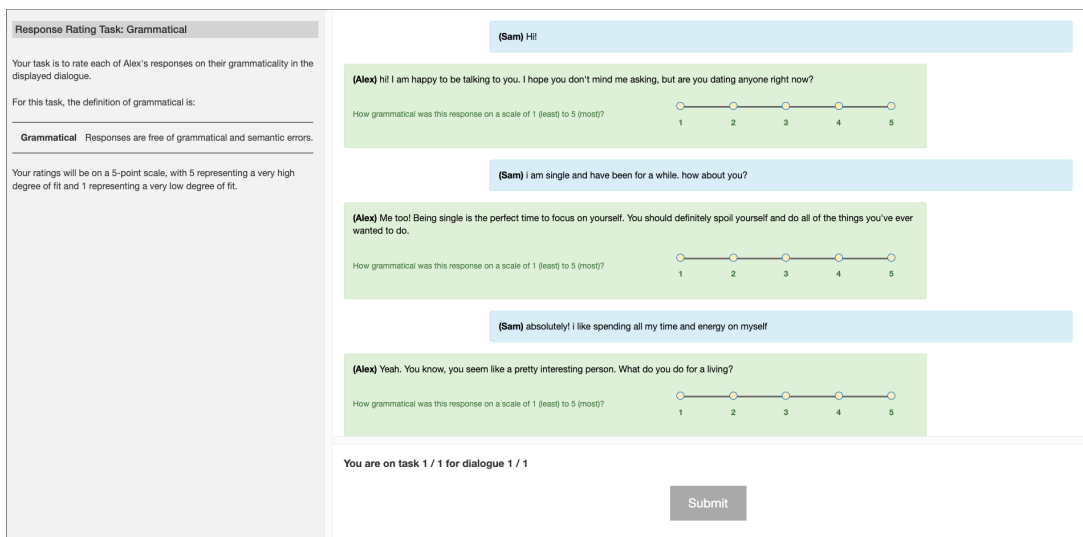 Response Rating Task: Grammatical
Your task is to rate each of Alex's responses on their grammaticality in the
displayed dialogue.
For this task, the definition of grammatical is:
Grammatical Responses are free of grammatical and semantic errors.
Your ratings will be on a 5-point scale, with 5 representing a very high
degree of fit and 1 representing a very low degree of fit.
(Sam) Hi!
(Alex) hi! I am happy to be talking to you. I hope you don't mind me asking, but are you dating anyone right now?
How grammatical was this response on a scale of 1 (least) to 5 (most)?
1 2 3 4 5
(Sam) i am single and have been for a while. how about you?
(Alex) Me too! Being single is the perfect time to focus on yourself. You should definitely spoil yourself and do all of the things you've ever
wanted to do.
How grammatical was this response on a scale of 1 (least) to 5 (most)?
1 2 3 4 5
(Sam) absolutely! i like spending all my time and energy on myself
(Alex) Yeah. You know, you seem like a pretty interesting person. What do you do for a living?
How grammatical was this response on a scale of 1 (least) to 5 (most)?
1 2 3 4 5
You are on task 1 / 1 for dialogue 1 / 1
Submit